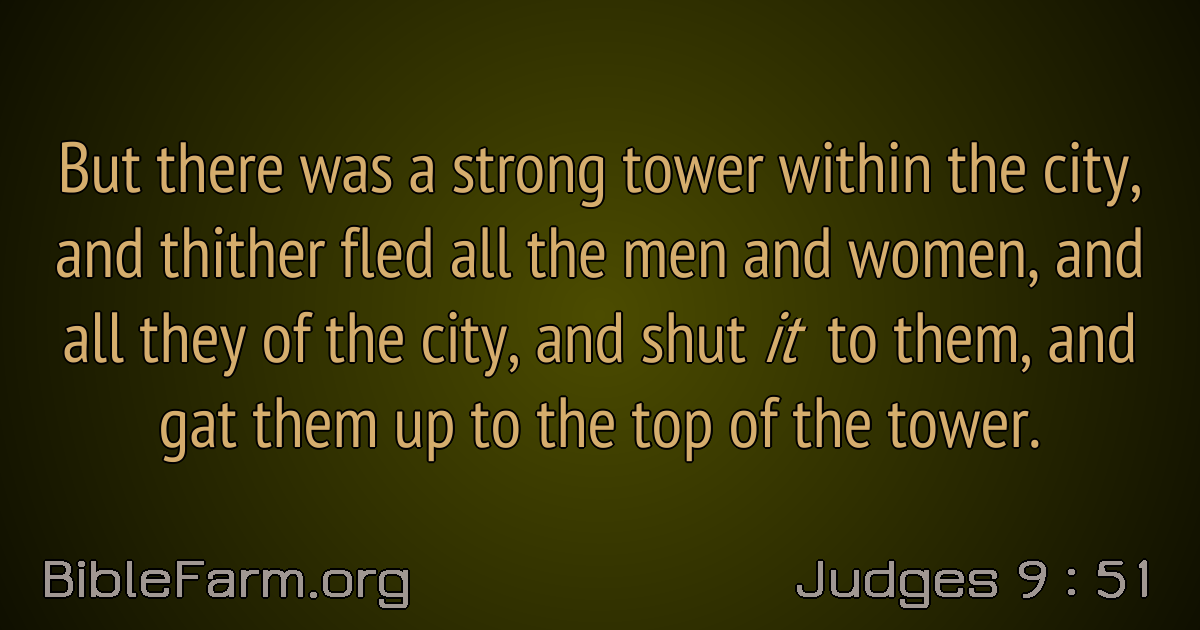 But there was a strong tower within the city,
and thither fled all the men and women, and
all they of the city, and shut it to them, and
gat them up to the top of the tower.
BibleFarm.org
Judges 9 : 51